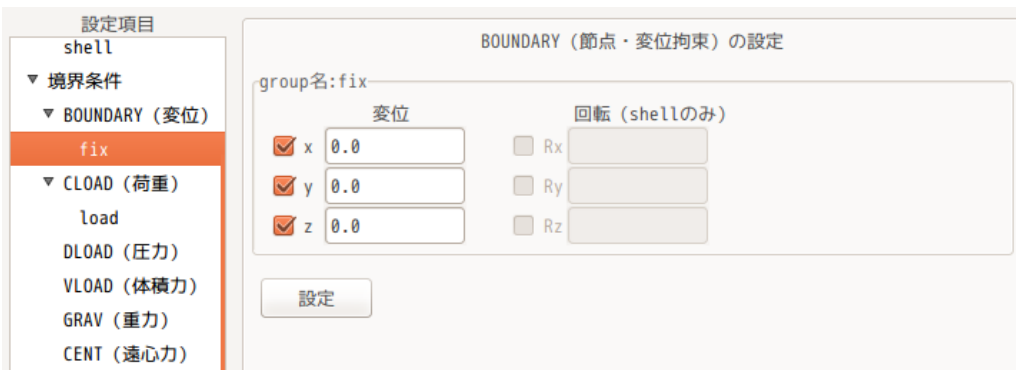 設定項目
shell
▼ 境界条件
▼ BOUNDARY (変位)
fix
▼ CLOAD (荷重)
load
DLOAD (圧力)
VLOAD (体積力)
GRAV (重力)
CENT (遠心力)
BOUNDARY (節点・変位拘束) の設定
group名:fix
変位 回転 (shellのみ)
x 0.0 Rx
y 0.0 Ry
z 0.0 Rz
設定